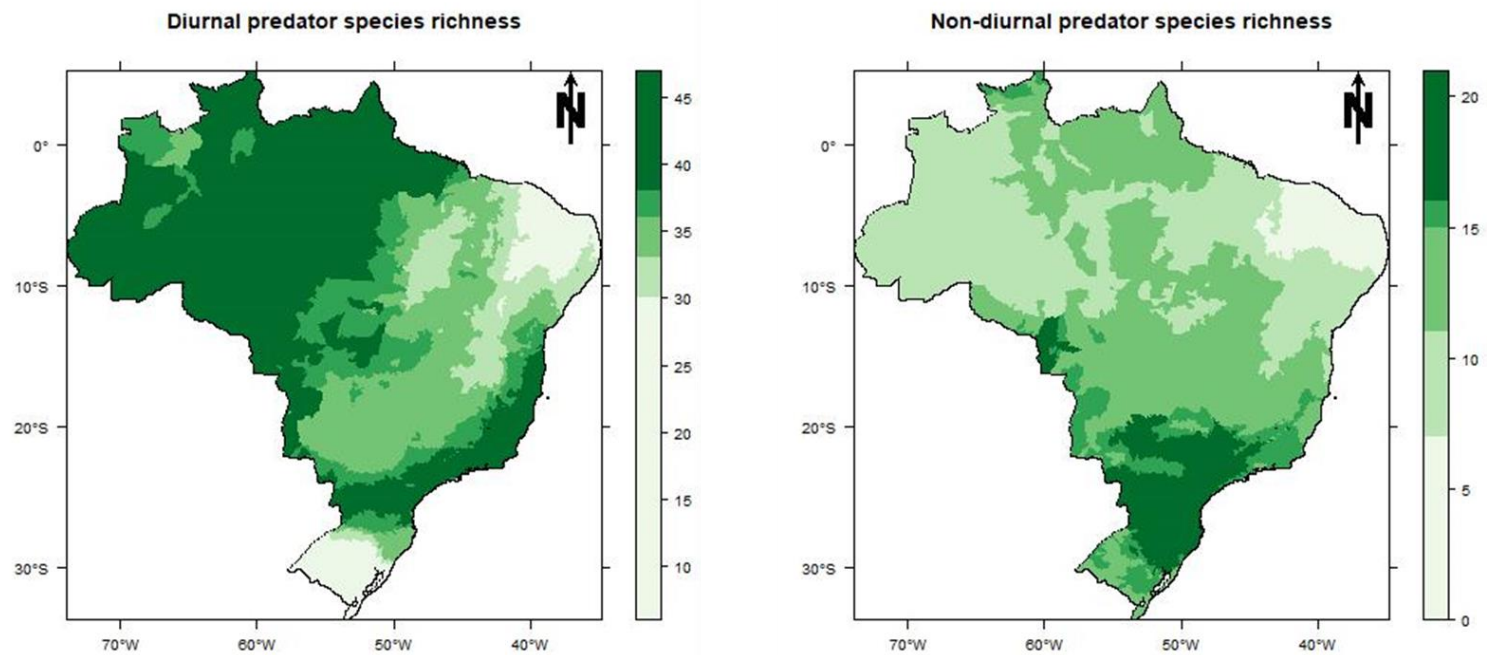 Diurnal predator species richness
N
0°
10°S
20°S
30°S
70°W 60°W 50°W 40°W
45
40
35
30
25
20
15
10
Non-diurnal predator species richness
N
0°
10°S
20°S
30°S
70°W 60°W 50°W 40°W
20
15
10
5
0